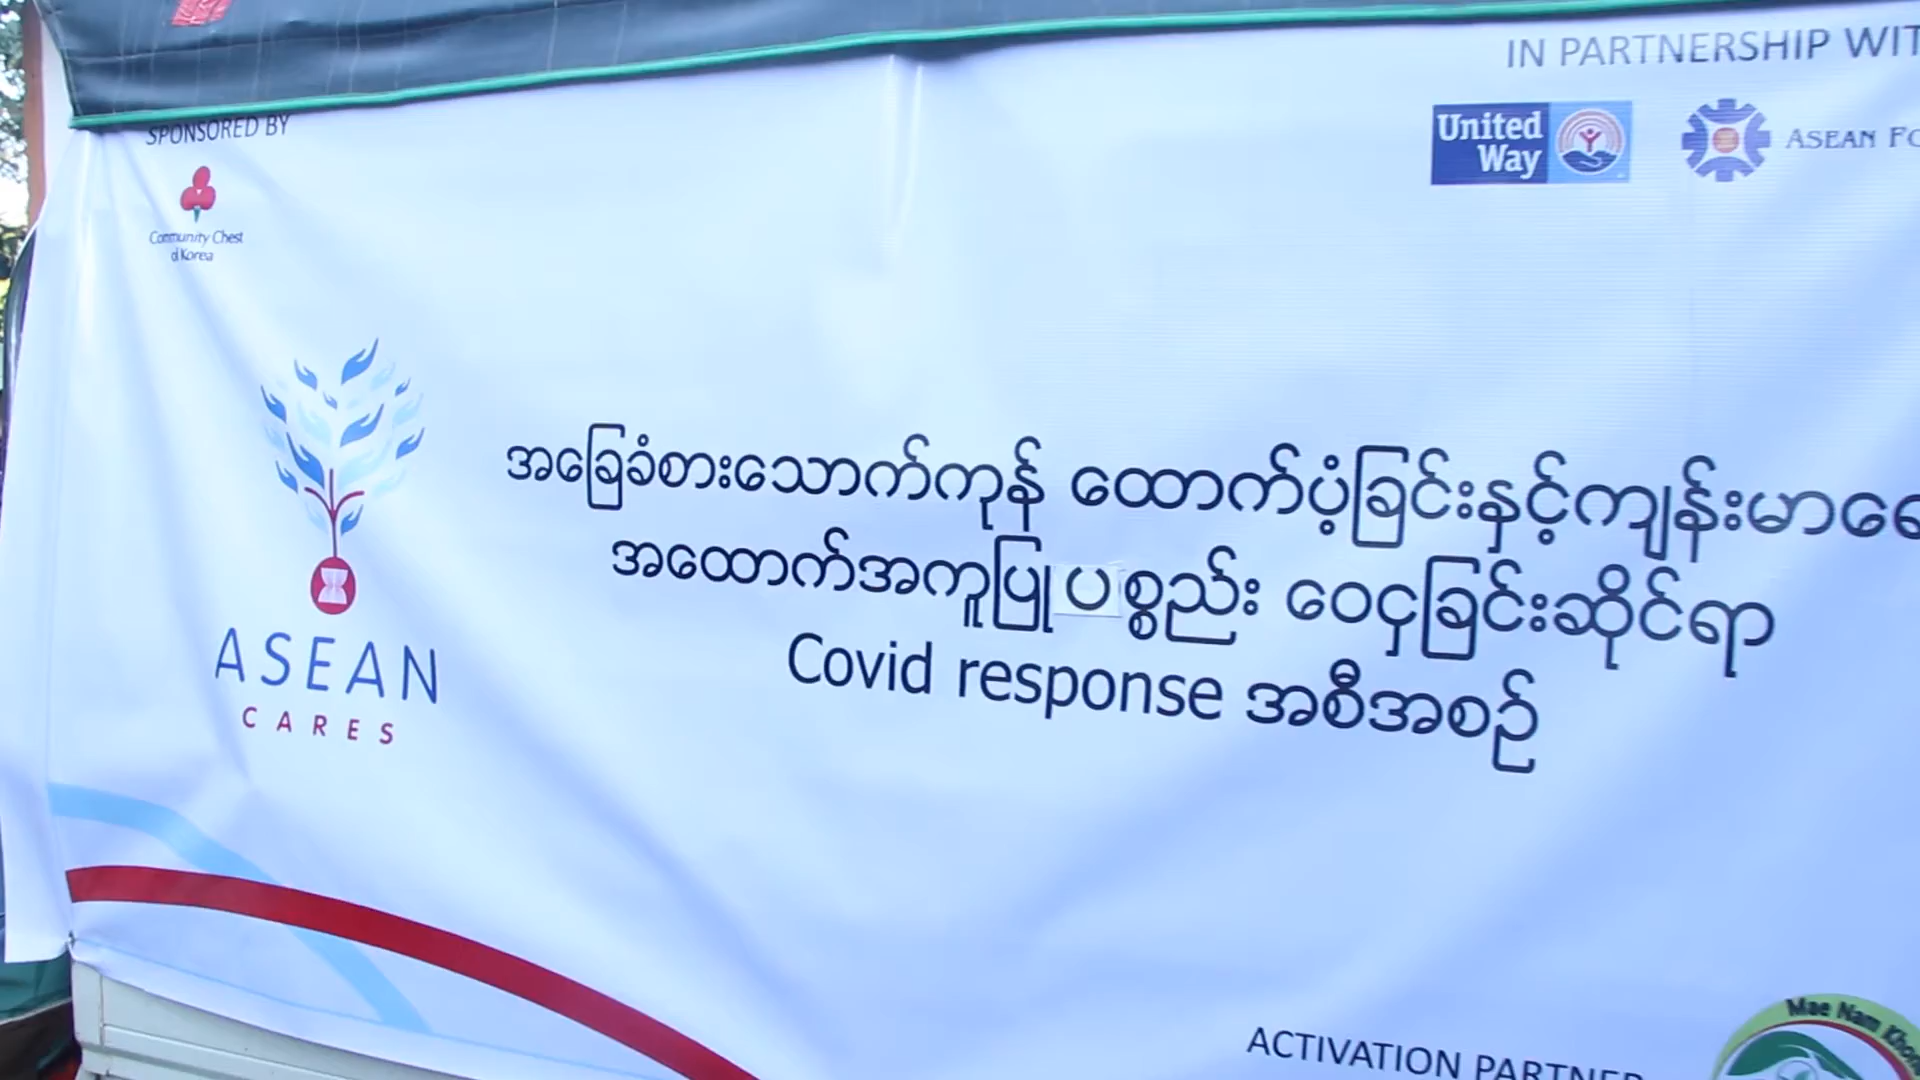 SPONSORED BY
Community Chest
of Korea
IN PARTNERSHIP
United
Way
ASEAN
ASEAN
CARES
အခြေခံစားသောက်ကုန် ထောက်ပံ့ခြင်းနှင့်ကျန်းမာ
အထောက်အကူပြုပစ္စည်း ဝေငှခြင်းဆိုင်ရာ
Covid response အစီအစဉ်
ACTIVATION PARTNER
Mae Nam